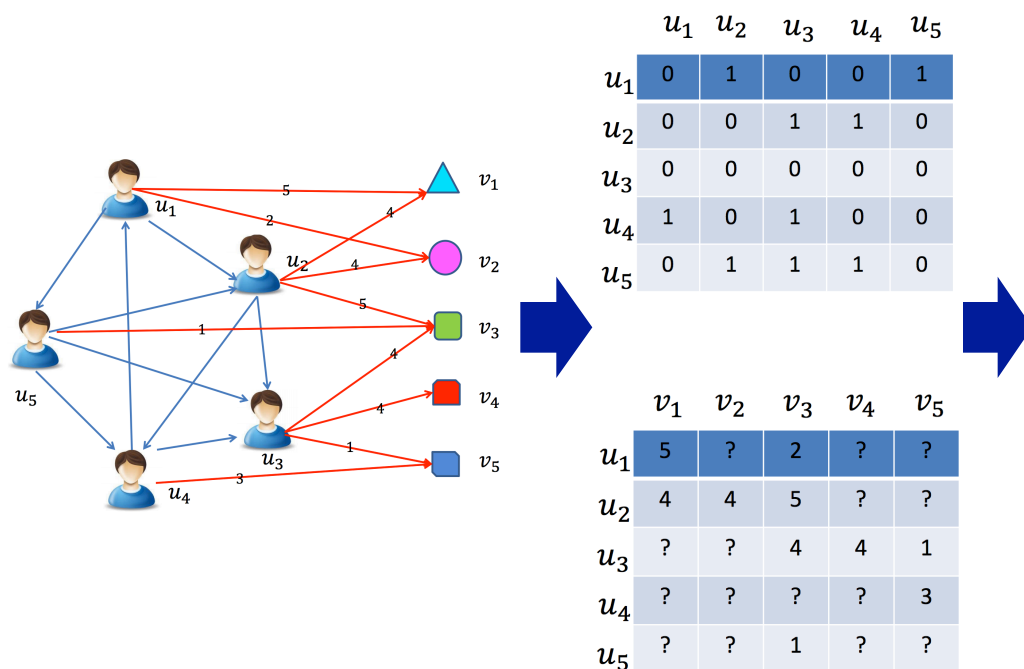 u₁ u₂ u₃ u₄ u₅
u₁ 0 1 0 0 1
u₂ 0 0 1 1 0
u₃ 0 0 0 0 0
u₄ 1 0 1 0 0
u₅ 0 1 1 1 0
5 v₁
u₁
4
2
u₂ 4 v₂
5
1 v₃
4
u₅ 4 v₄
u₃ 1
u₄ 3 v₅
v₁ v₂ v₃ v₄ v₅
u₁ 5 ? 2 ? ?
u₂ 4 4 5 ? ?
u₃ ? ? 4 4 1
u₄ ? ? ? ? 3
u₅ ? ? 1 ? ?